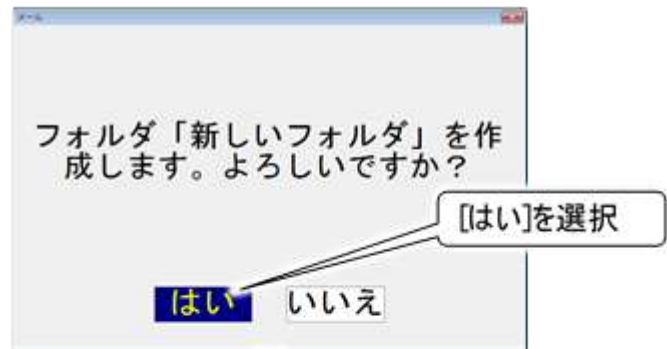 メール
フォルダ「新しいフォルダ」を作
成します。よろしいですか？
[はい]を選択
はい
いいえ